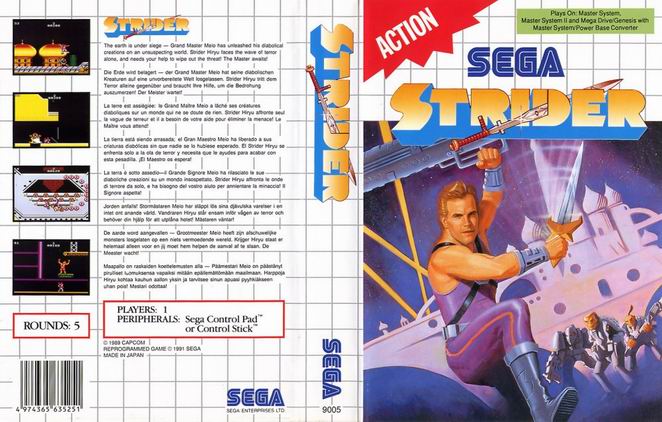 STRIDER
The earth is under siege — Grand Master Meio has unleashed his diabolical
creations on an unsuspecting world. Strider Hiryu faces the wave of terror
alone, and needs your help to wipe out the threat! The Master awaits!
Die Erde wird belagert — der Grand Master Meio hat seine diabolischen
Kreaturen auf eine unvorbereitete Welt losgelassen. Strider Hiryu tritt dem
Terror alleine gegenüber und braucht Ihre Hilfe, um die Bedrohung
auszumerzen! Der Meister wartet!
La terre est assiégée: le Grand Maître Meio a lâché ses créatures
diaboliques sur un monde qui ne se doute de rien. Strider Hiryu affronte seul
la vague de terreur et il a besoin de votre aide pour éliminer la menace! Le
Maître vous attend!
La tierra está siendo arrasada; el Gran Maestro Meio ha liberado a sus
criaturas diabólicas sin que nadie se lo hubiese esperado. El Strider Hiryu se
enfrenta solo a la ola de terror y necesita que le ayudes para acabar con
esta pesadilla. ¡El Maestro os espera!
La terra è sotto assedio—il Grande Signore Meio ha rilasciato le sue
diaboliche creazioni su un mondo insospettato. Strider Hiryu affronta le onde
di terrore da solo, e ha bisogno del vostro aiuto per annientare la minaccia! Il
Signore aspetta!
Jorden anfalls! Stormästaren Meio har släppt lös sina djävulska varelser i en
intet ont anande värld. Vandraren Hiryu står ensam inför vågen av terror och
behöver din hjälp för att utplåna hotet! Mästaren väntar!
De aarde word aangevallen — Grootmeester Meio heeft zijn afschuwelijke
monsters losgelaten op een niets vermoedende wereld. Krijger Hiryu staat er
helemaal alleen voor en jij moet hem helpen de aanval af te slaan. De
Meester wacht!
Maapallo on raskaiden koettelemusten alla — Päämestari Meio on päästänyt
pirulliset luomuksensa vapaiksi mitään epäilemättömään maailmaan. Harppoja
Hiryu kohtaa kauhun aallon yksin ja tarvitsee sinun apuasi pyyhkiäkseen
uhan pois! Mestari odottaa!
ROUNDS: 5
PLAYERS: 1
PERIPHERALS: Sega Control Pad™
or Control Stick™
© 1989 CAPCOM
REPROGRAMMED GAME © 1991 SEGA
MADE IN JAPAN
4 974365 635251
SEGA
SEGA ENTERPRISES LTD.
STRIDER
SEGA
9005
ACTION
Plays On: Master System,
Master System II and Mega Drive/Genesis with
Master System/Power Base Converter
SEGA
STRIDER